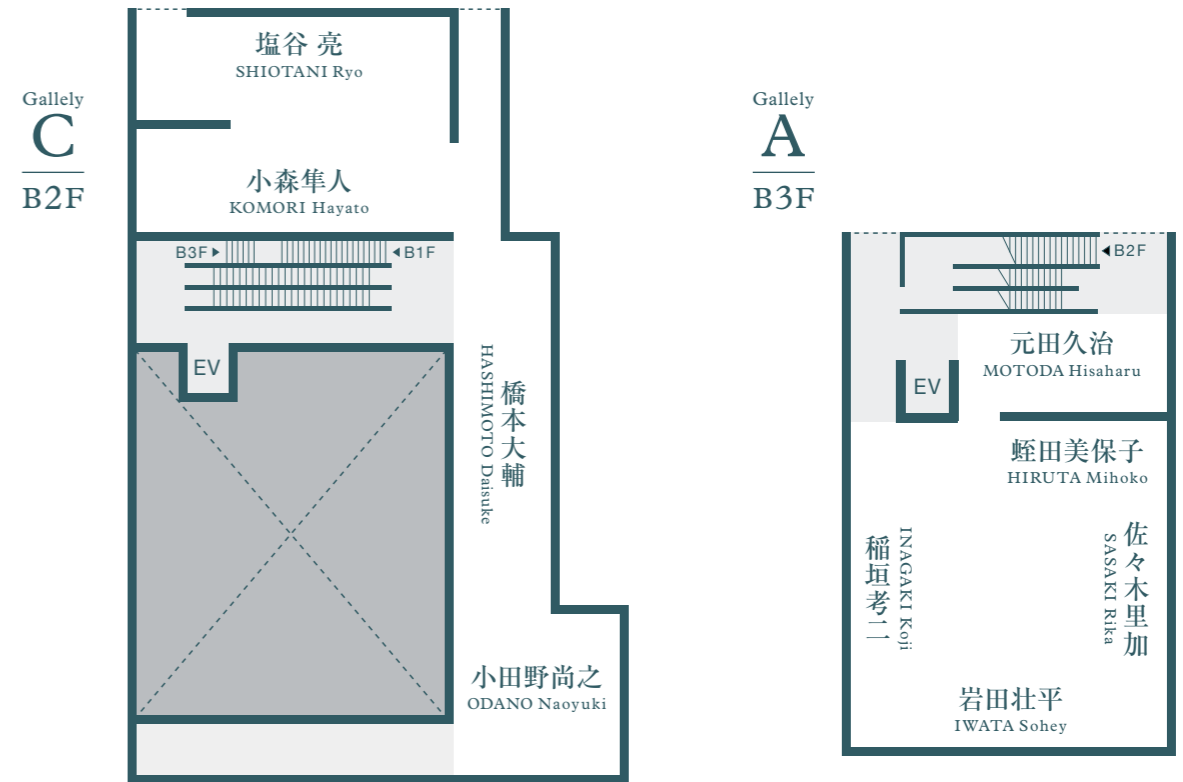 Gallely
C
B2F
塩谷 亮
SHIOTANI Ryo
小森隼人
KOMORI Hayato
B3F
B1F
EV
橋本大輔
HASHIMOTO Daisuke
小田野尚之
ODANO Naoyuki
Gallely
A
B3F
B2F
元田久治
MOTODA Hisaharu
EV
蛭田美保子
HIRUTA Mihoko
稲垣考二
INAGAKI Koji
佐々木里加
SASAKI Rika
岩田壮平
IWATA Sohey